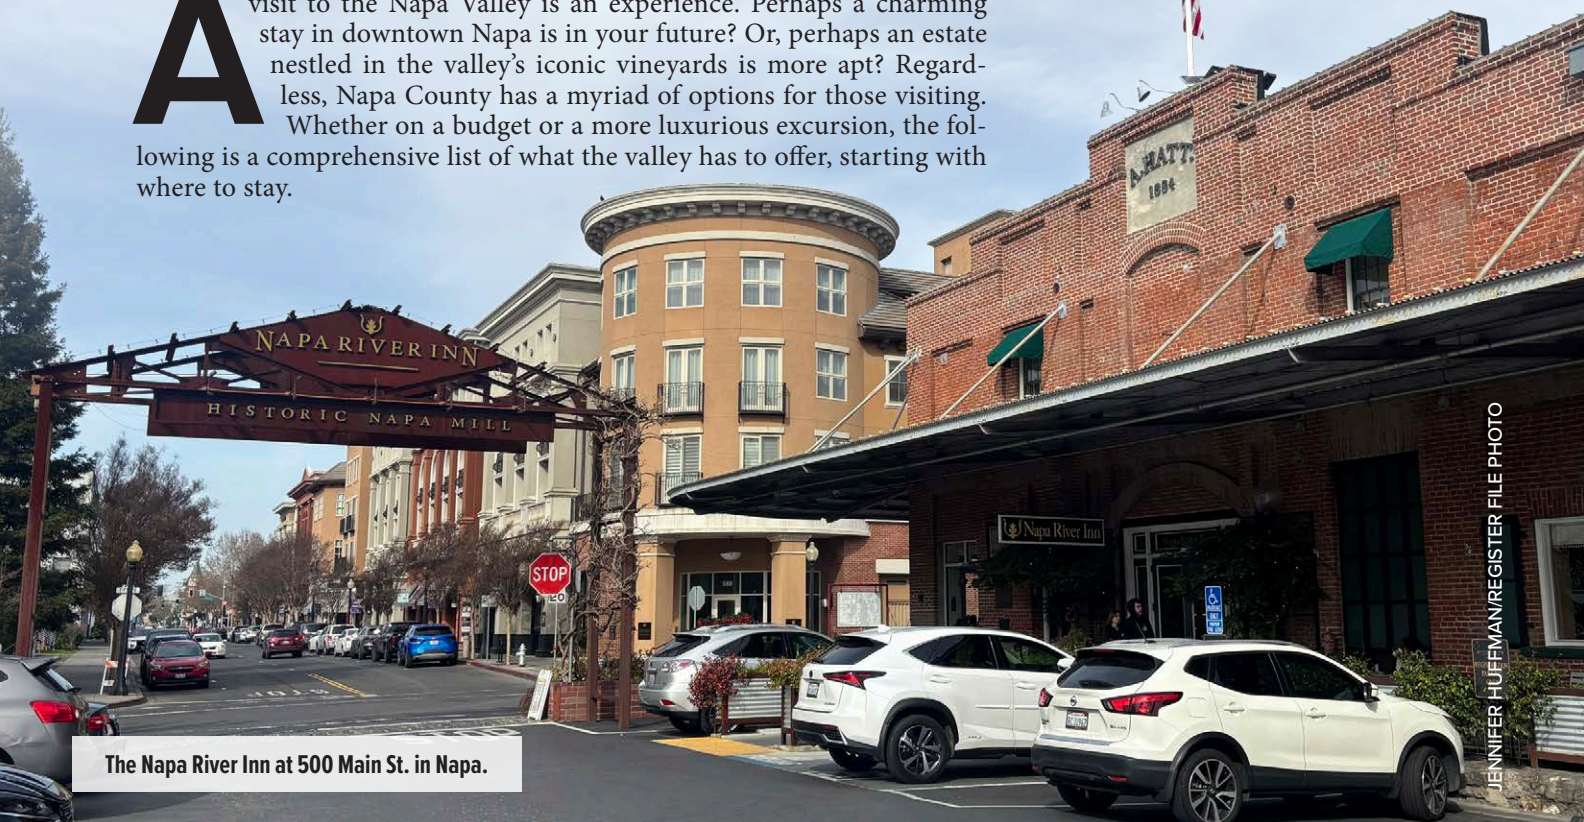 A
visit to the Napa Valley is an experience. Perhaps a charming
stay in downtown Napa is in your future? Or, perhaps an estate
nestled in the valley’s iconic vineyards is more apt? Regard-
less, Napa County has a myriad of options for those visiting.
Whether on a budget or a more luxurious excursion, the fol-
lowing is a comprehensive list of what the valley has to offer, starting with
where to stay.
A. HATT.
1884
NAPA RIVER INN
HISTORIC NAPA MILL
Napa River Inn
STOP
STOP
The Napa River Inn at 500 Main St. in Napa.
JENNIFER HUFFMAN/REGISTER FILE PHOTO